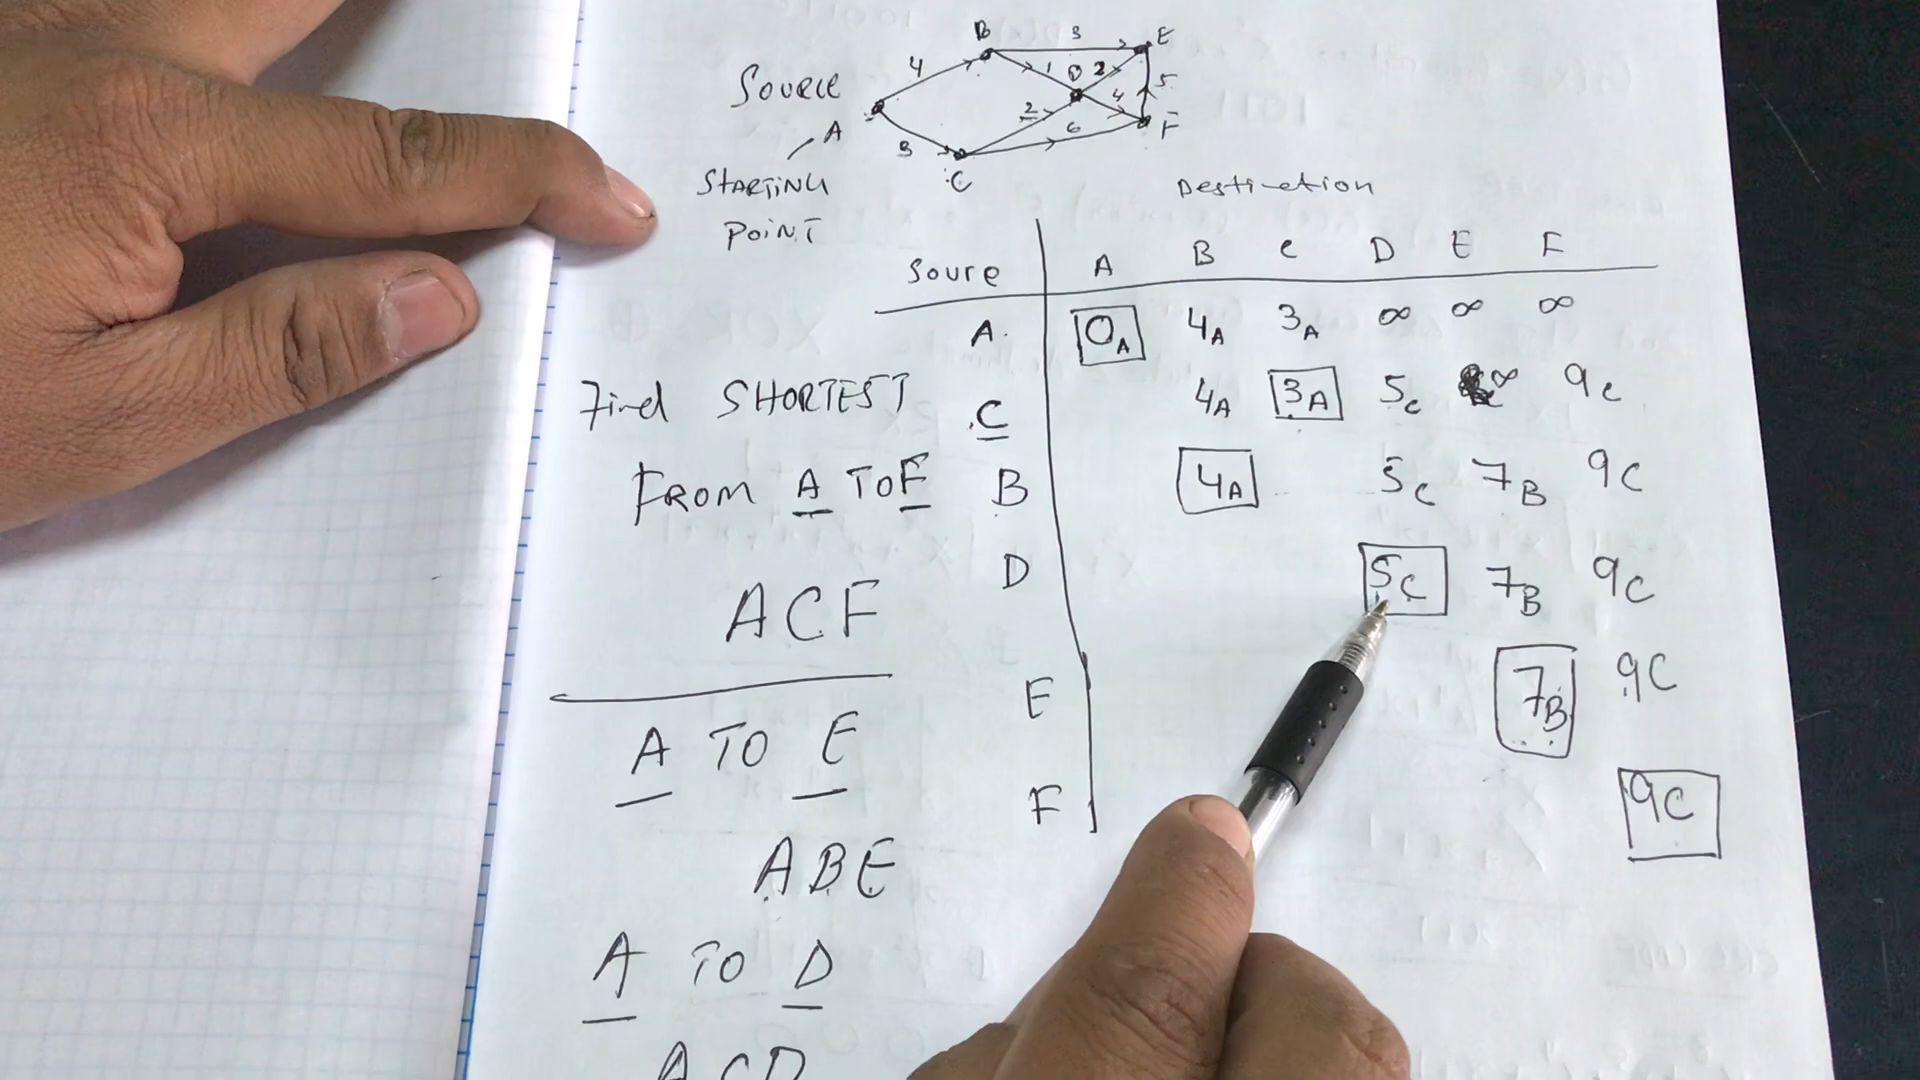 B 3 E
4 1 D 2
SOURCE 4 5
A 2 6 F
3
C
STARTING
POINT
Destination
Soure A B C D E F
A. 0A 4A 3A ∞ ∞ ∞
Find SHORTEST C 4A 3A 5C ∞ 9C
FROM A TO F B 4A 5C 7B 9C
D 5C 7B 9C
ACF
E 7B 9C
A TO E
F 9C
ABE
A TO D
ACD